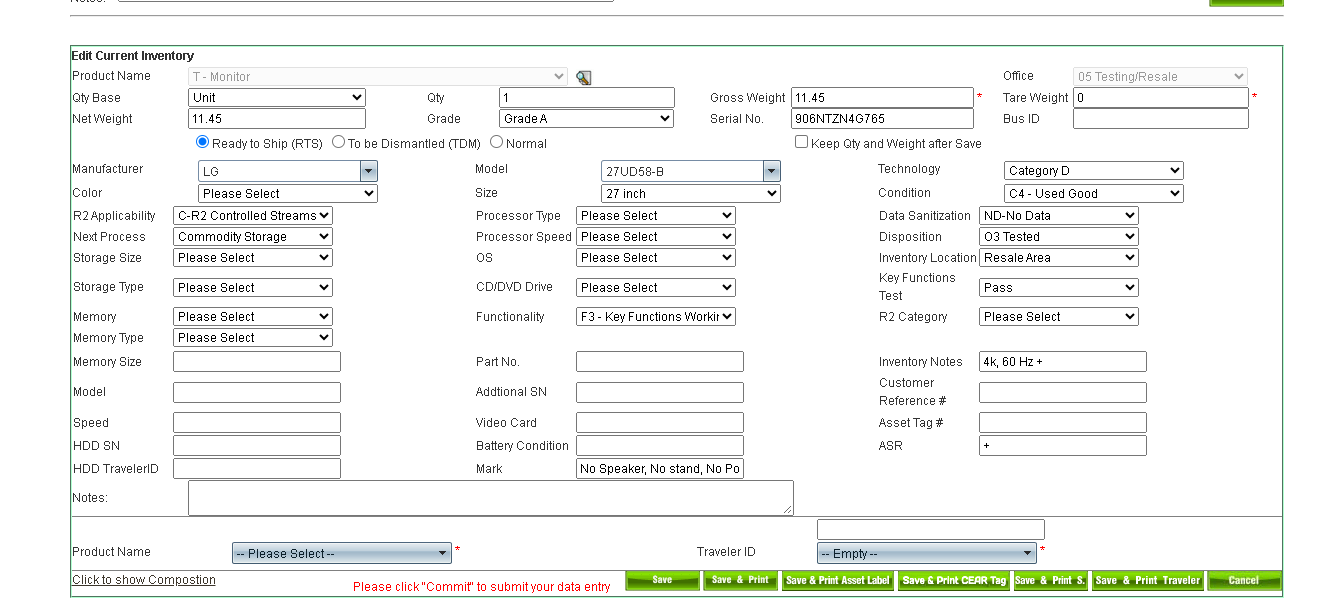 Notes:
Edit Current Inventory
Product Name T - Monitor Office 05 Testing/Resale
Qty Base Unit Qty 1 Gross Weight 11.45 * Tare Weight 0 *
Net Weight 11.45 Grade Grade A Serial No. 906NTZN4G765 Bus ID
Ready to Ship (RTS) To be Dismantled (TDM) Normal Keep Qty and Weight after Save
Manufacturer LG Model 27UD58-B Technology Category D
Color Please Select Size 27 inch Condition C4 - Used Good
R2 Applicability C-R2 Controlled Streams Processor Type Please Select Data Sanitization ND-No Data
Next Process Commodity Storage Processor Speed Please Select Disposition O3 Tested
Storage Size Please Select OS Please Select Inventory Location Resale Area
Storage Type Please Select CD/DVD Drive Please Select Key Functions Test Pass
Memory Please Select Functionality F3 - Key Functions Workin R2 Category Please Select
Memory Type Please Select
Memory Size Part No. Inventory Notes 4k, 60 Hz +
Model Addtional SN Customer Reference #
Speed Video Card Asset Tag #
HDD SN Battery Condition ASR +
HDD TravelerID Mark No Speaker, No stand, No Po
Notes:
Product Name -- Please Select -- * Traveler ID -- Empty -- *
Click to show Compostion Please click "Commit" to submit your data entry Save Save & Print Save & Print Asset Label Save & Print CEAR Tag Save & Print S. Save & Print Traveler Cancel